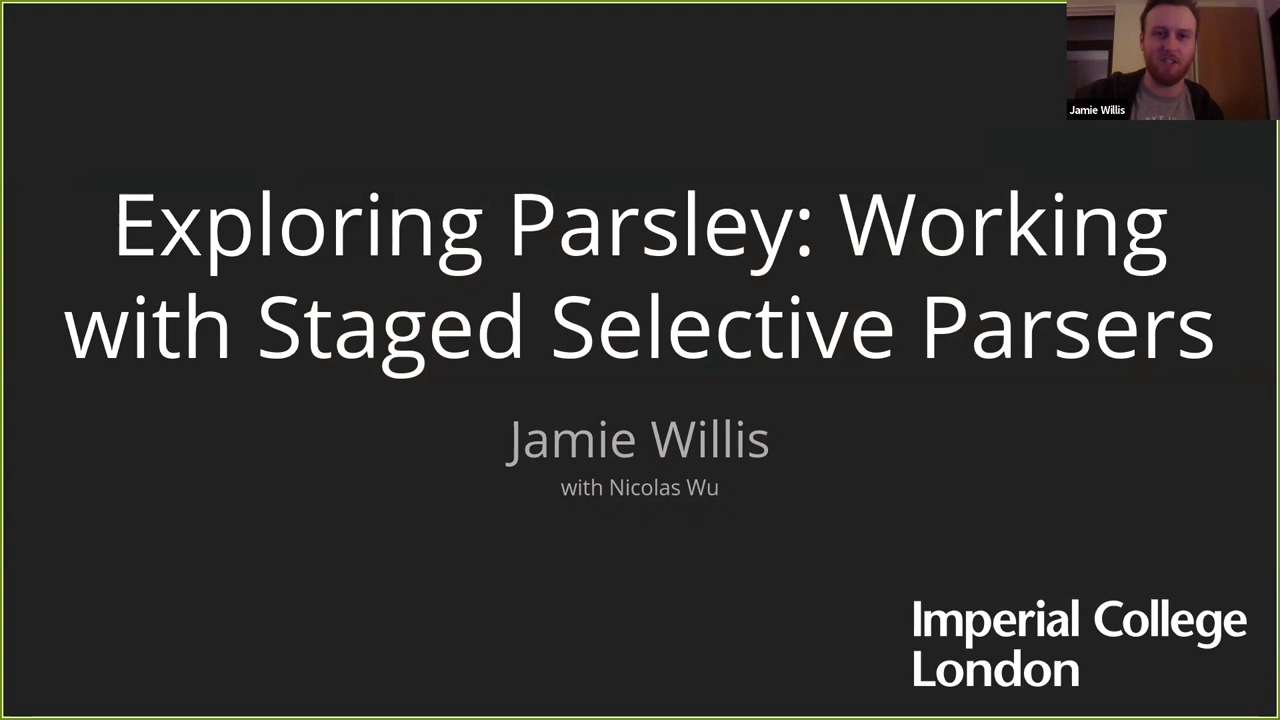 Jamie Willis
Exploring Parsley: Working
with Staged Selective Parsers
Jamie Willis
with Nicolas Wu
Imperial College
London